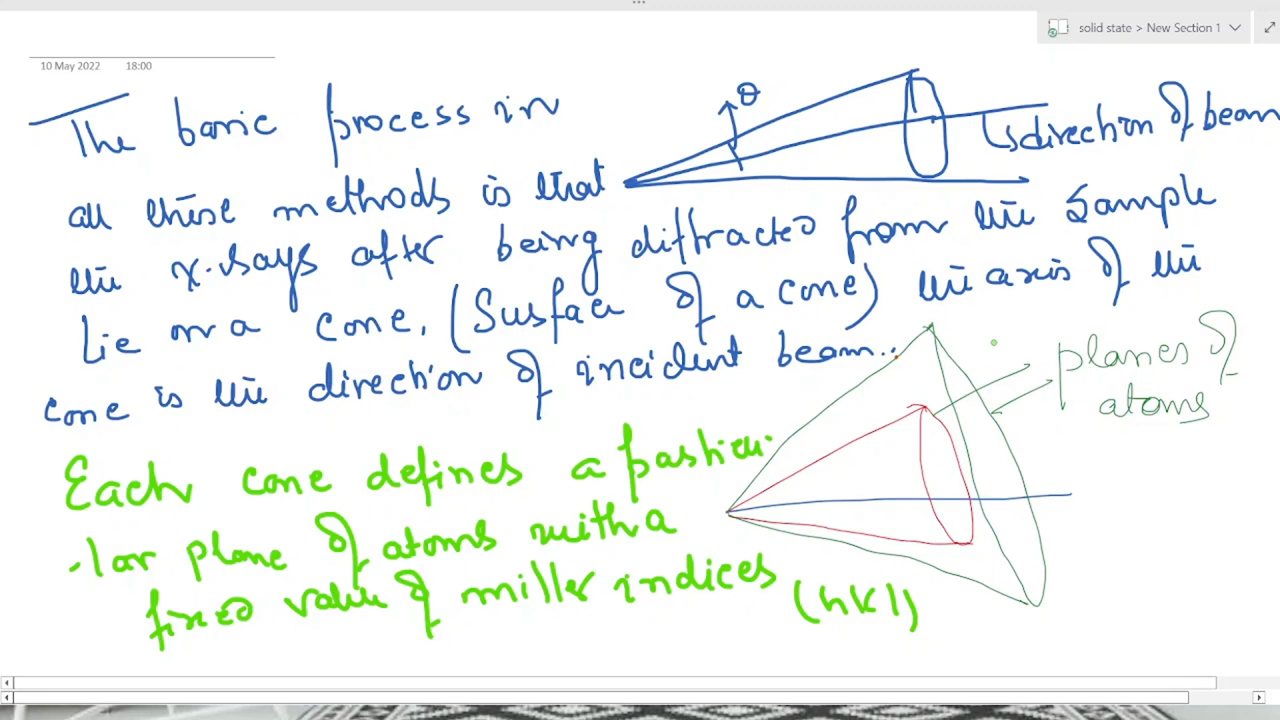 solid state > New Section 1
10 May 2022 18:00
The basic process in
θ
direction of beam
all these methods is that
the x-rays after being diffracted from the sample
lie on a cone. (Surface of a cone) the axis of the
cone is the direction of incident beam..
planes of
atoms
Each cone defines a particu-
-lar plane of atoms with a
fixed value of miller indices
(hkl)